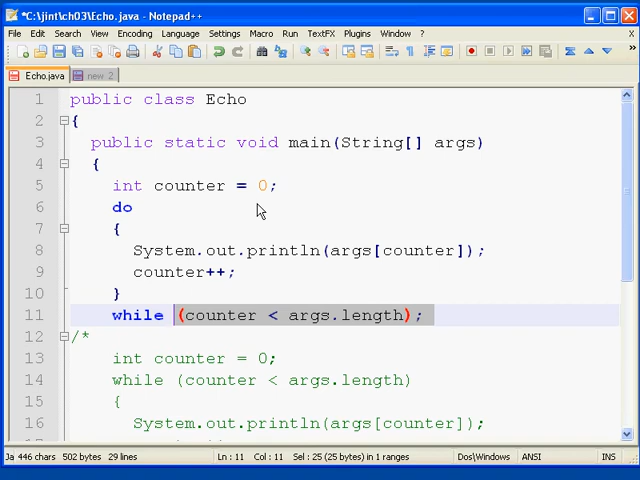 *C:\jint\ch03\Echo.java - Notepad++
File Edit Search View Encoding Language Settings Macro Run TextFX Plugins Window ? X
Echo.java new 2
1 public class Echo
2 {
3 public static void main(String[] args)
4 {
5 int counter = 0;
6 do
7 {
8 System.out.println(args[counter]);
9 counter++;
10 }
11 while (counter < args.length);
12 /*
13 int counter = 0;
14 while (counter < args.length)
15 {
16 System.out.println(args[counter]);
Ja 446 chars 502 bytes 29 lines Ln : 11 Col : 11 Sel : 25 (25 bytes) in 1 ranges Dos\Windows ANSI INS